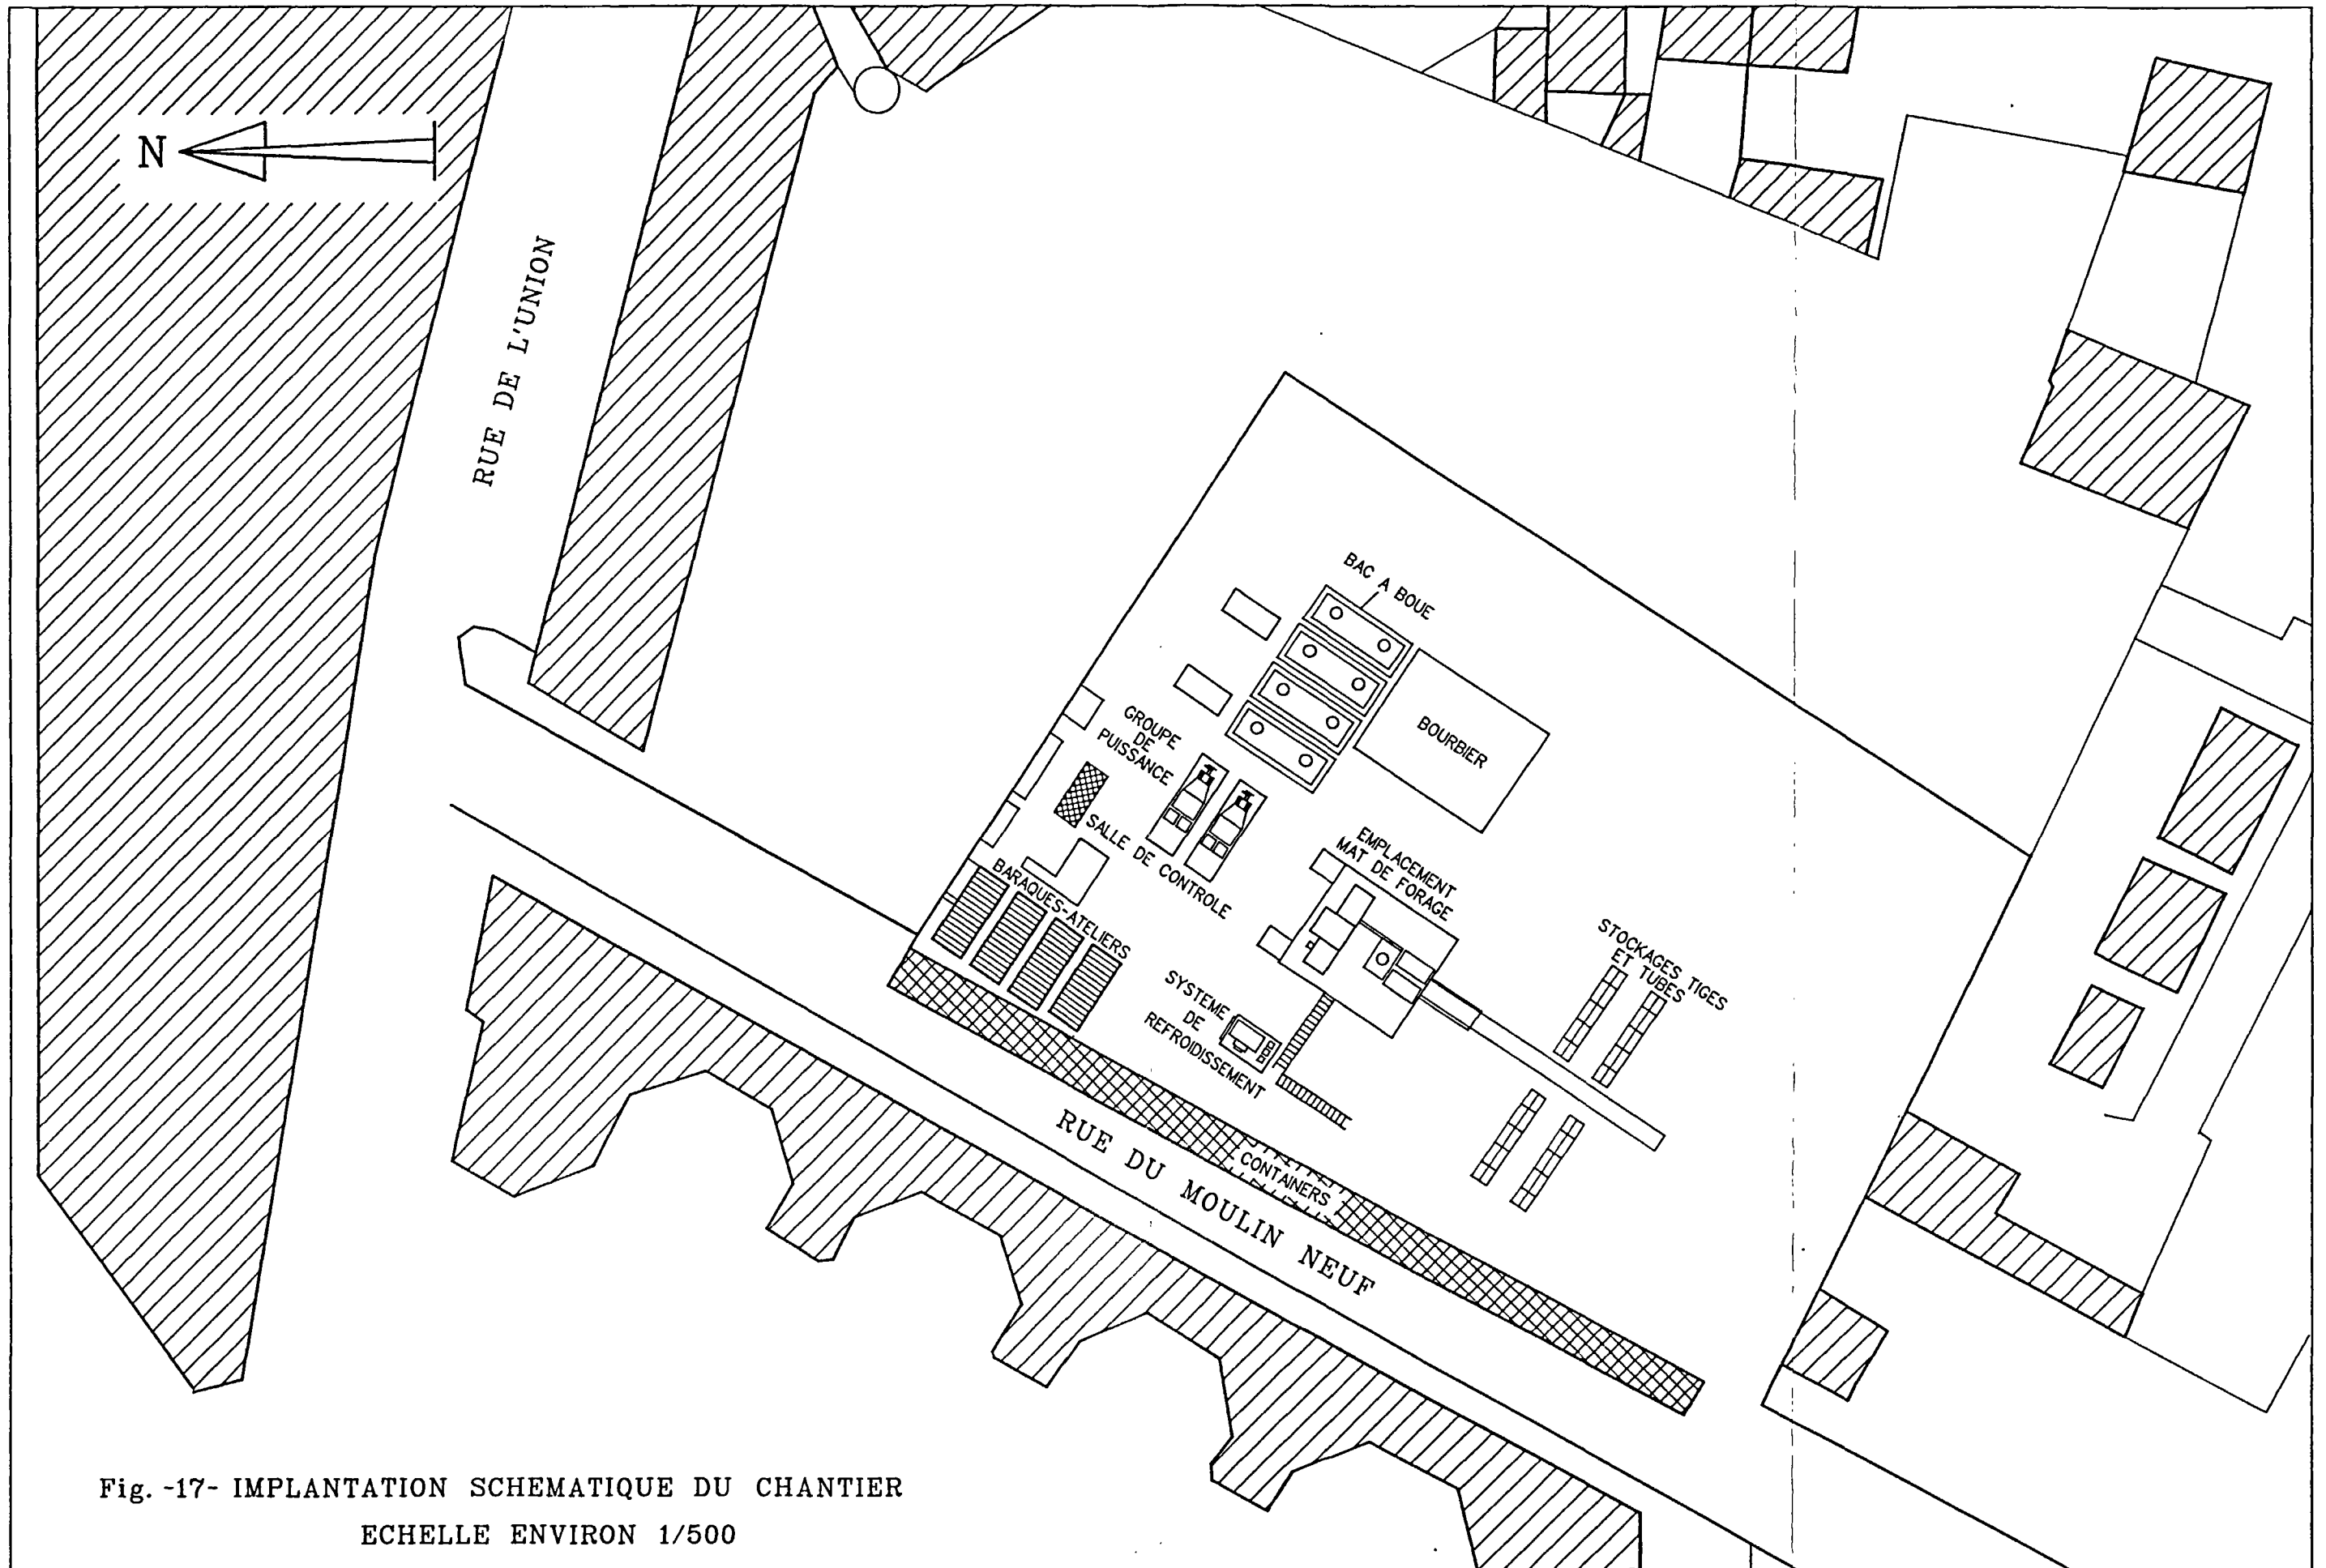 N
RUE DE L'UNION
BAC A BOUE
BOURBIER
GROUPE
DE
PUISSANCE
SALLE DE CONTROLE
BARAQUES-ATELIERS
EMPLACEMENT
MAT DE FORAGE
STOCKAGES TIGES
ET TUBES
SYSTEME
DE
REFROIDISSEMENT
CONTAINERS
RUE DU MOULIN NEUF
Fig. -17- IMPLANTATION SCHEMATIQUE DU CHANTIER
ECHELLE ENVIRON 1/500